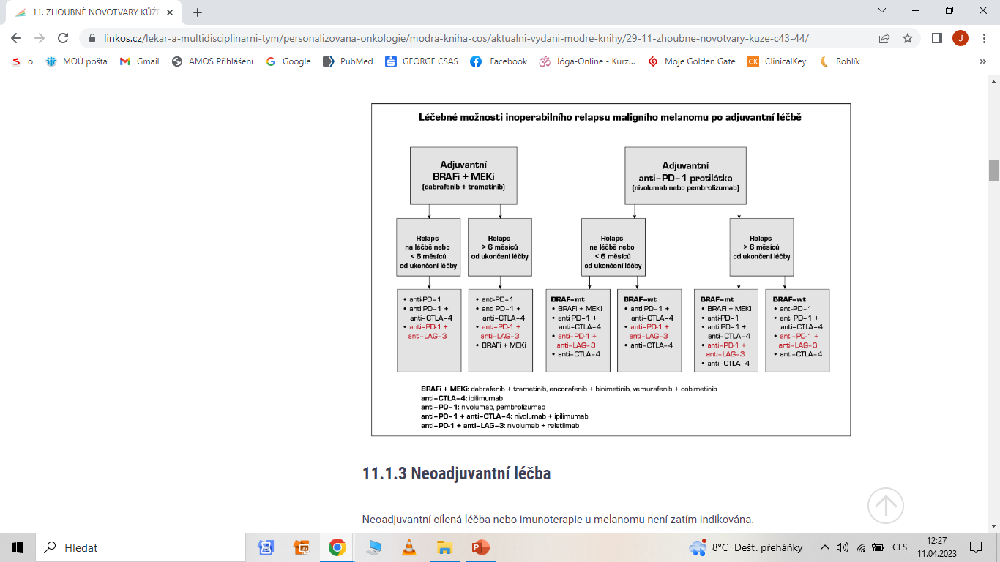 11. ZHOUBNÉ NOVOTVARY KŮŽE
linkos.cz/lekar-a-multidisciplinarni-tym/personalizovana-onkologie/modra-kniha-cos/aktualni-vydani-modre-knihy/29-11-zhoubne-novotvary-kuze-c43-44/
J
o MOÚ pošta Gmail AMOS Přihlášení Google PubMed GEORGE CSAS Facebook Jóga-Online - Kurz... Moje Golden Gate CK ClinicalKey Rohlík »
Léčebné možnosti inoperabilního relapsu maligního melanomu po adjuvantní léčbě
Adjuvantní
BRAFi + MEKi
(dabrafenib + trametinib)
Adjuvantní
anti–PD–1 protilátka
(nivolumab nebo pembrolizumab)
Relaps
na léčbě nebo
< 6 měsíců
od ukončení léčby
Relaps
> 6 měsíců
od ukončení léčby
Relaps
na léčbě nebo
< 6 měsíců
od ukončení léčby
Relaps
> 6 měsíců
od ukončení léčby
• anti-PD–1
• anti PD–1 +
anti–CTLA–4
• anti–PD-1 +
anti–LAG–3
• anti-PD–1
• anti PD–1 +
anti–CTLA–4
• anti–PD-1 +
anti–LAG–3
• BRAFi + MEKi
BRAF–mt
• BRAFi + MEKi
• anti PD–1 +
anti–CTLA–4
• anti–PD-1 +
anti–LAG–3
• anti–CTLA–4
BRAF–wt
• anti PD–1 +
anti–CTLA–4
• anti–PD-1 +
anti–LAG–3
• anti–CTLA–4
BRAF–mt
• BRAFi + MEKi
• anti-PD–1
• anti PD–1 +
anti–CTLA–4
• anti–PD-1 +
anti–LAG–3
• anti–CTLA–4
BRAF–wt
• anti-PD–1
• anti PD–1 +
anti–CTLA–4
• anti–PD-1 +
anti–LAG–3
• anti–CTLA–4
BRAFi + MEKi: dabrafenib + trametinib, encorafenib + binimetinib, vemurafenib + cobimetinib
anti–CTLA–4: ipilimumab
anti–PD–1: nivolumab, pembrolizumab
anti–PD–1 + anti–CTLA–4: nivolumab + ipilimumab
anti–PD-1 + anti–LAG–3: nivolumab + relatlimab
11.1.3 Neoadjuvantní léčba
Neoadjuvantní cílená léčba nebo imunoterapie u melanomu není zatím indikována.
Hledat
8°C Dešť. přeháňky
CES
12:27
11.04.2023